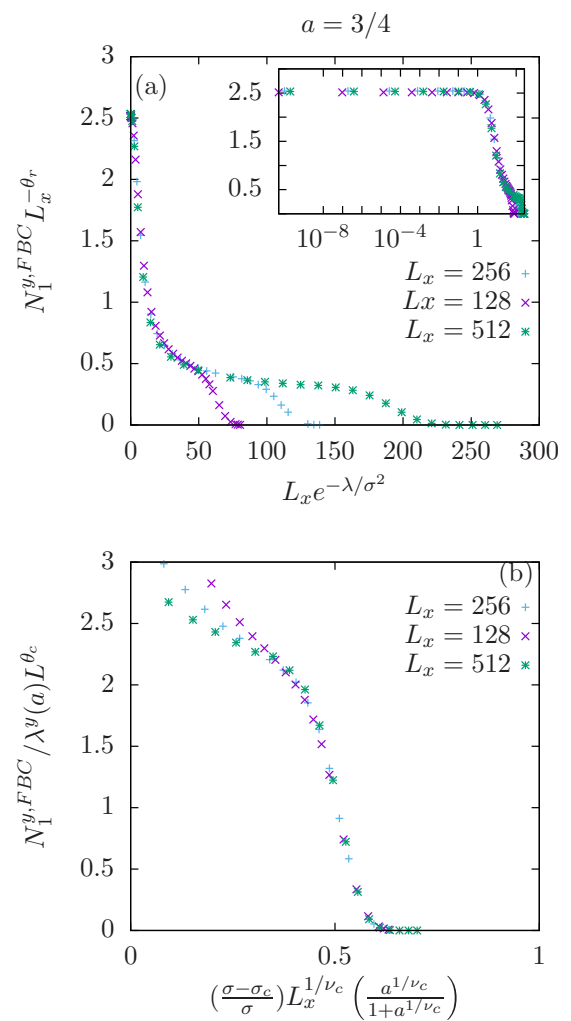 a = 3/4
(a)
N_1^{y,FBC} L_x^{-θ_r}
3
2.5
2
1.5
1
0.5
0
2.5
1.5
0.5
10^{-8} 10^{-4} 1
L_x = 256
Lx = 128
L_x = 512
0 50 100 150 200 250 300
L_x e^{-λ/σ^2}
(b)
N_1^{y,FBC}/λ^y(a)L^{θ_c}
3
2.5
2
1.5
1
0.5
0
L_x = 256
L_x = 128
L_x = 512
0 0.5 1
(\frac{σ-σ_c}{σ})L_x^{1/ν_c} (\frac{a^{1/ν_c}}{1+a^{1/ν_c}})